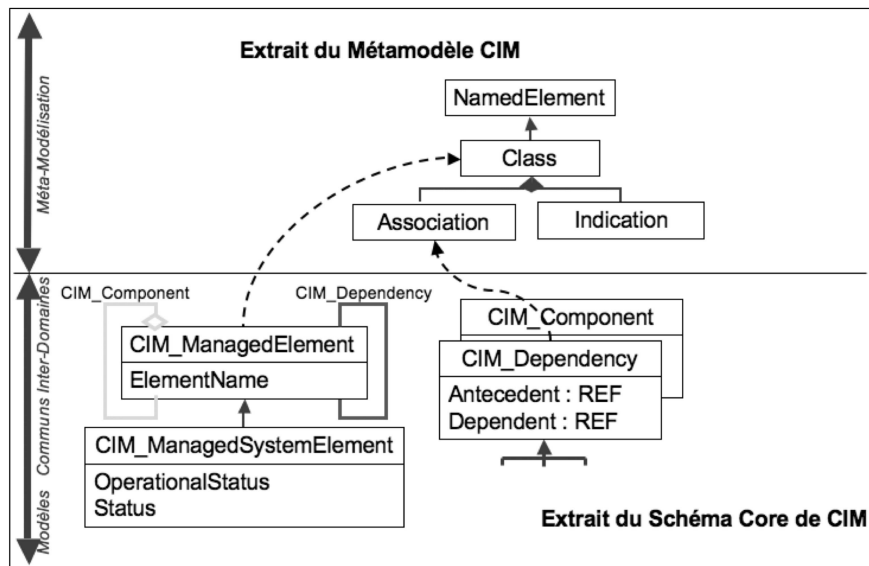 Extrait du Métamodèle CIM
NamedElement
Class
Association
Indication
Méta-Modélisation
CIM_Component
CIM_Dependency
CIM_ManagedElement
ElementName
CIM_ManagedSystemElement
OperationalStatus
Status
CIM_Component
CIM_Dependency
Antecedent : REF
Dependent : REF
Modèles Communs Inter-Domaines
Extrait du Schéma Core de CIM